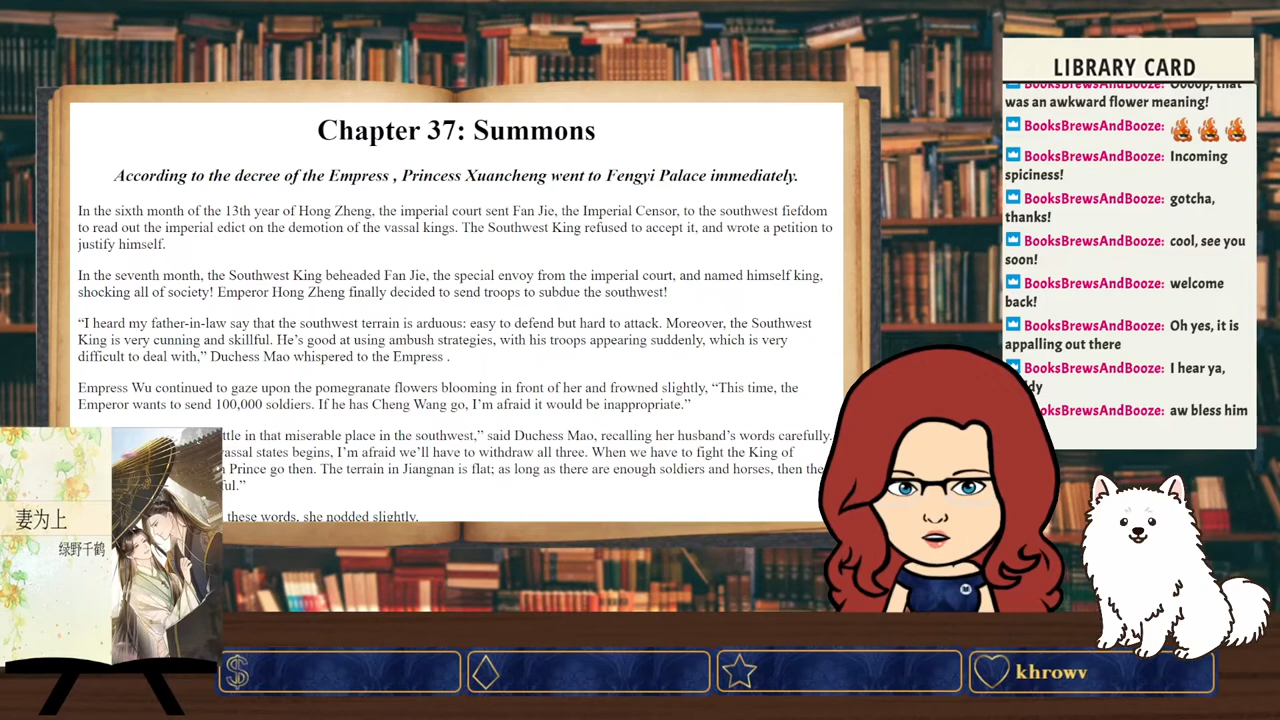 Chapter 37: Summons
According to the decree of the Empress , Princess Xuancheng went to Fengyi Palace immediately.
In the sixth month of the 13th year of Hong Zheng, the imperial court sent Fan Jie, the Imperial Censor, to the southwest fiefdom
to read out the imperial edict on the demotion of the vassal kings. The Southwest King refused to accept it, and wrote a petition to
justify himself.
In the seventh month, the Southwest King beheaded Fan Jie, the special envoy from the imperial court, and named himself king,
shocking all of society! Emperor Hong Zheng finally decided to send troops to subdue the southwest!
“I heard my father-in-law say that the southwest terrain is arduous: easy to defend but hard to attack. Moreover, the Southwest
King is very cunning and skillful. He’s good at using ambush strategies, with his troops appearing suddenly, which is very
difficult to deal with,” Duchess Mao whispered to the Empress .
Empress Wu continued to gaze upon the pomegranate flowers blooming in front of her and frowned slightly, “This time, the
Emperor wants to send 100,000 soldiers. If he has Cheng Wang go, I’m afraid it would be inappropriate.”
ttle in that miserable place in the southwest,” said Duchess Mao, recalling her husband’s words carefully.
assal states begins, I’m afraid we’ll have to withdraw all three. When we have to fight the King of
Prince go then. The terrain in Jiangnan is flat; as long as there are enough soldiers and horses, then the
ful.”
these words, she nodded slightly.
妻为上
绿野千鹤
LIBRARY CARD
BooksBrewsAndBooze: Oooop, that
was an awkward flower meaning!
BooksBrewsAndBooze:
BooksBrewsAndBooze: Incoming
spiciness!
BooksBrewsAndBooze: gotcha,
thanks!
BooksBrewsAndBooze: cool, see you
soon!
BooksBrewsAndBooze: welcome
back!
BooksBrewsAndBooze: Oh yes, it is
appalling out there
BooksBrewsAndBooze: I hear ya,
dy
oksBrewsAndBooze: aw bless him
khrowv